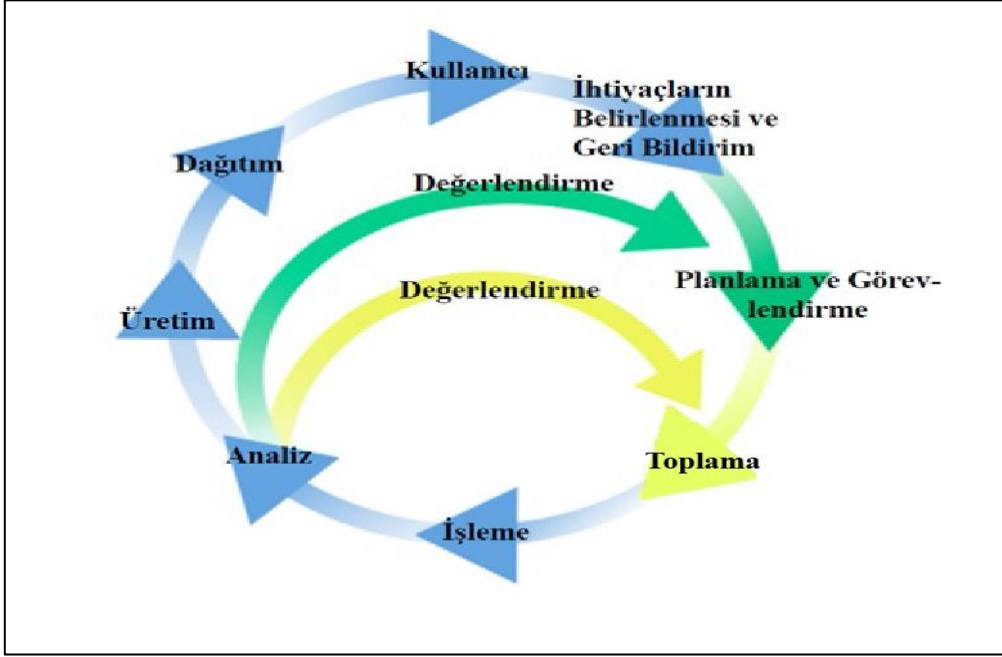 Kullanıcı
İhtiyaçların
Belirlenmesi ve
Geri Bildirim
Dağıtım
Değerlendirme
Planlama ve Görev-
lendirme
Değerlendirme
Üretim
Analiz
Toplama
İşleme